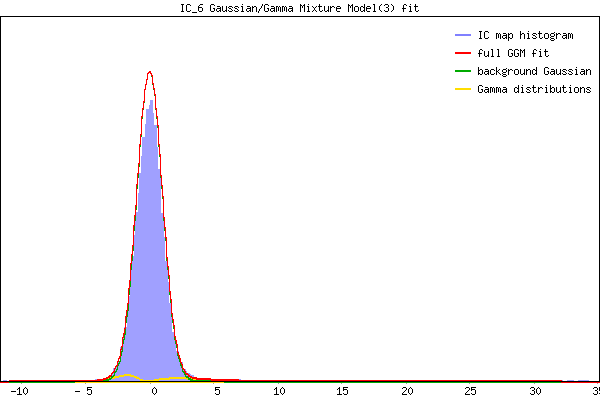 IC_6 Gaussian/Gamma Mixture Model(3) fit
IC map histogram
full GGM fit
background Gaussian
Gamma distributions
-10 -5 0 5 10 15 20 25 30 35